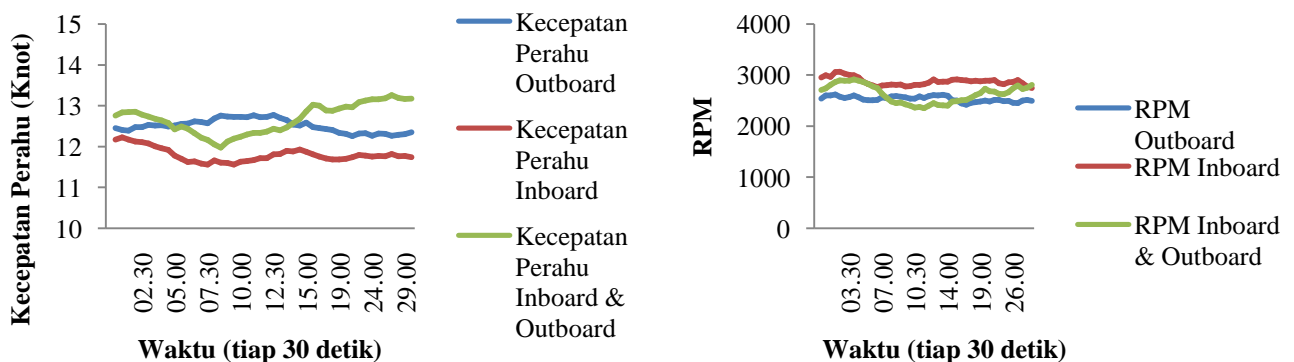 Kecepatan Perahu (Knot)
15
14
13
12
11
10
02.30
05.00
07.30
10.00
12.30
15.00
19.00
24.00
29.00
Waktu (tiap 30 detik)
Kecepatan
Perahu
Outboard
Kecepatan
Perahu
Inboard
Kecepatan
Perahu
Inboard &
Outboard
RPM
4000
3000
2000
1000
0
03.30
07.00
10.30
14.00
19.00
26.00
Waktu (tiap 30 detik)
RPM
Outboard
RPM Inboard
RPM Inboard
& Outboard